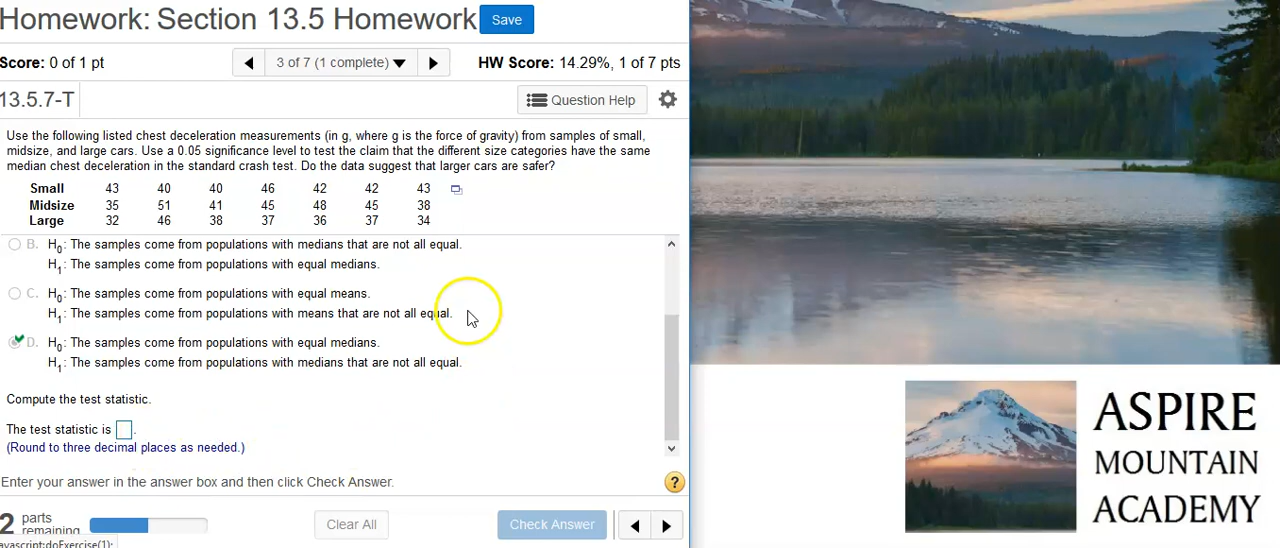 Homework: Section 13.5 Homework Save
Score: 0 of 1 pt 3 of 7 (1 complete) HW Score: 14.29%, 1 of 7 pts
13.5.7-T Question Help
Use the following listed chest deceleration measurements (in g, where g is the force of gravity) from samples of small,
midsize, and large cars. Use a 0.05 significance level to test the claim that the different size categories have the same
median chest deceleration in the standard crash test. Do the data suggest that larger cars are safer?
Small 43 40 40 46 42 42 43
Midsize 35 51 41 45 48 45 38
Large 32 46 38 37 36 37 34
B. H0: The samples come from populations with medians that are not all equal.
H1: The samples come from populations with equal medians.
C. H0: The samples come from populations with equal means.
H1: The samples come from populations with means that are not all equal.
D. H0: The samples come from populations with equal medians.
H1: The samples come from populations with medians that are not all equal.
Compute the test statistic.
The test statistic is .
(Round to three decimal places as needed.)
Enter your answer in the answer box and then click Check Answer. ?
2 parts
remaining
Clear All Check Answer
avascript:doExercise(1);
ASPIRE
MOUNTAIN
ACADEMY